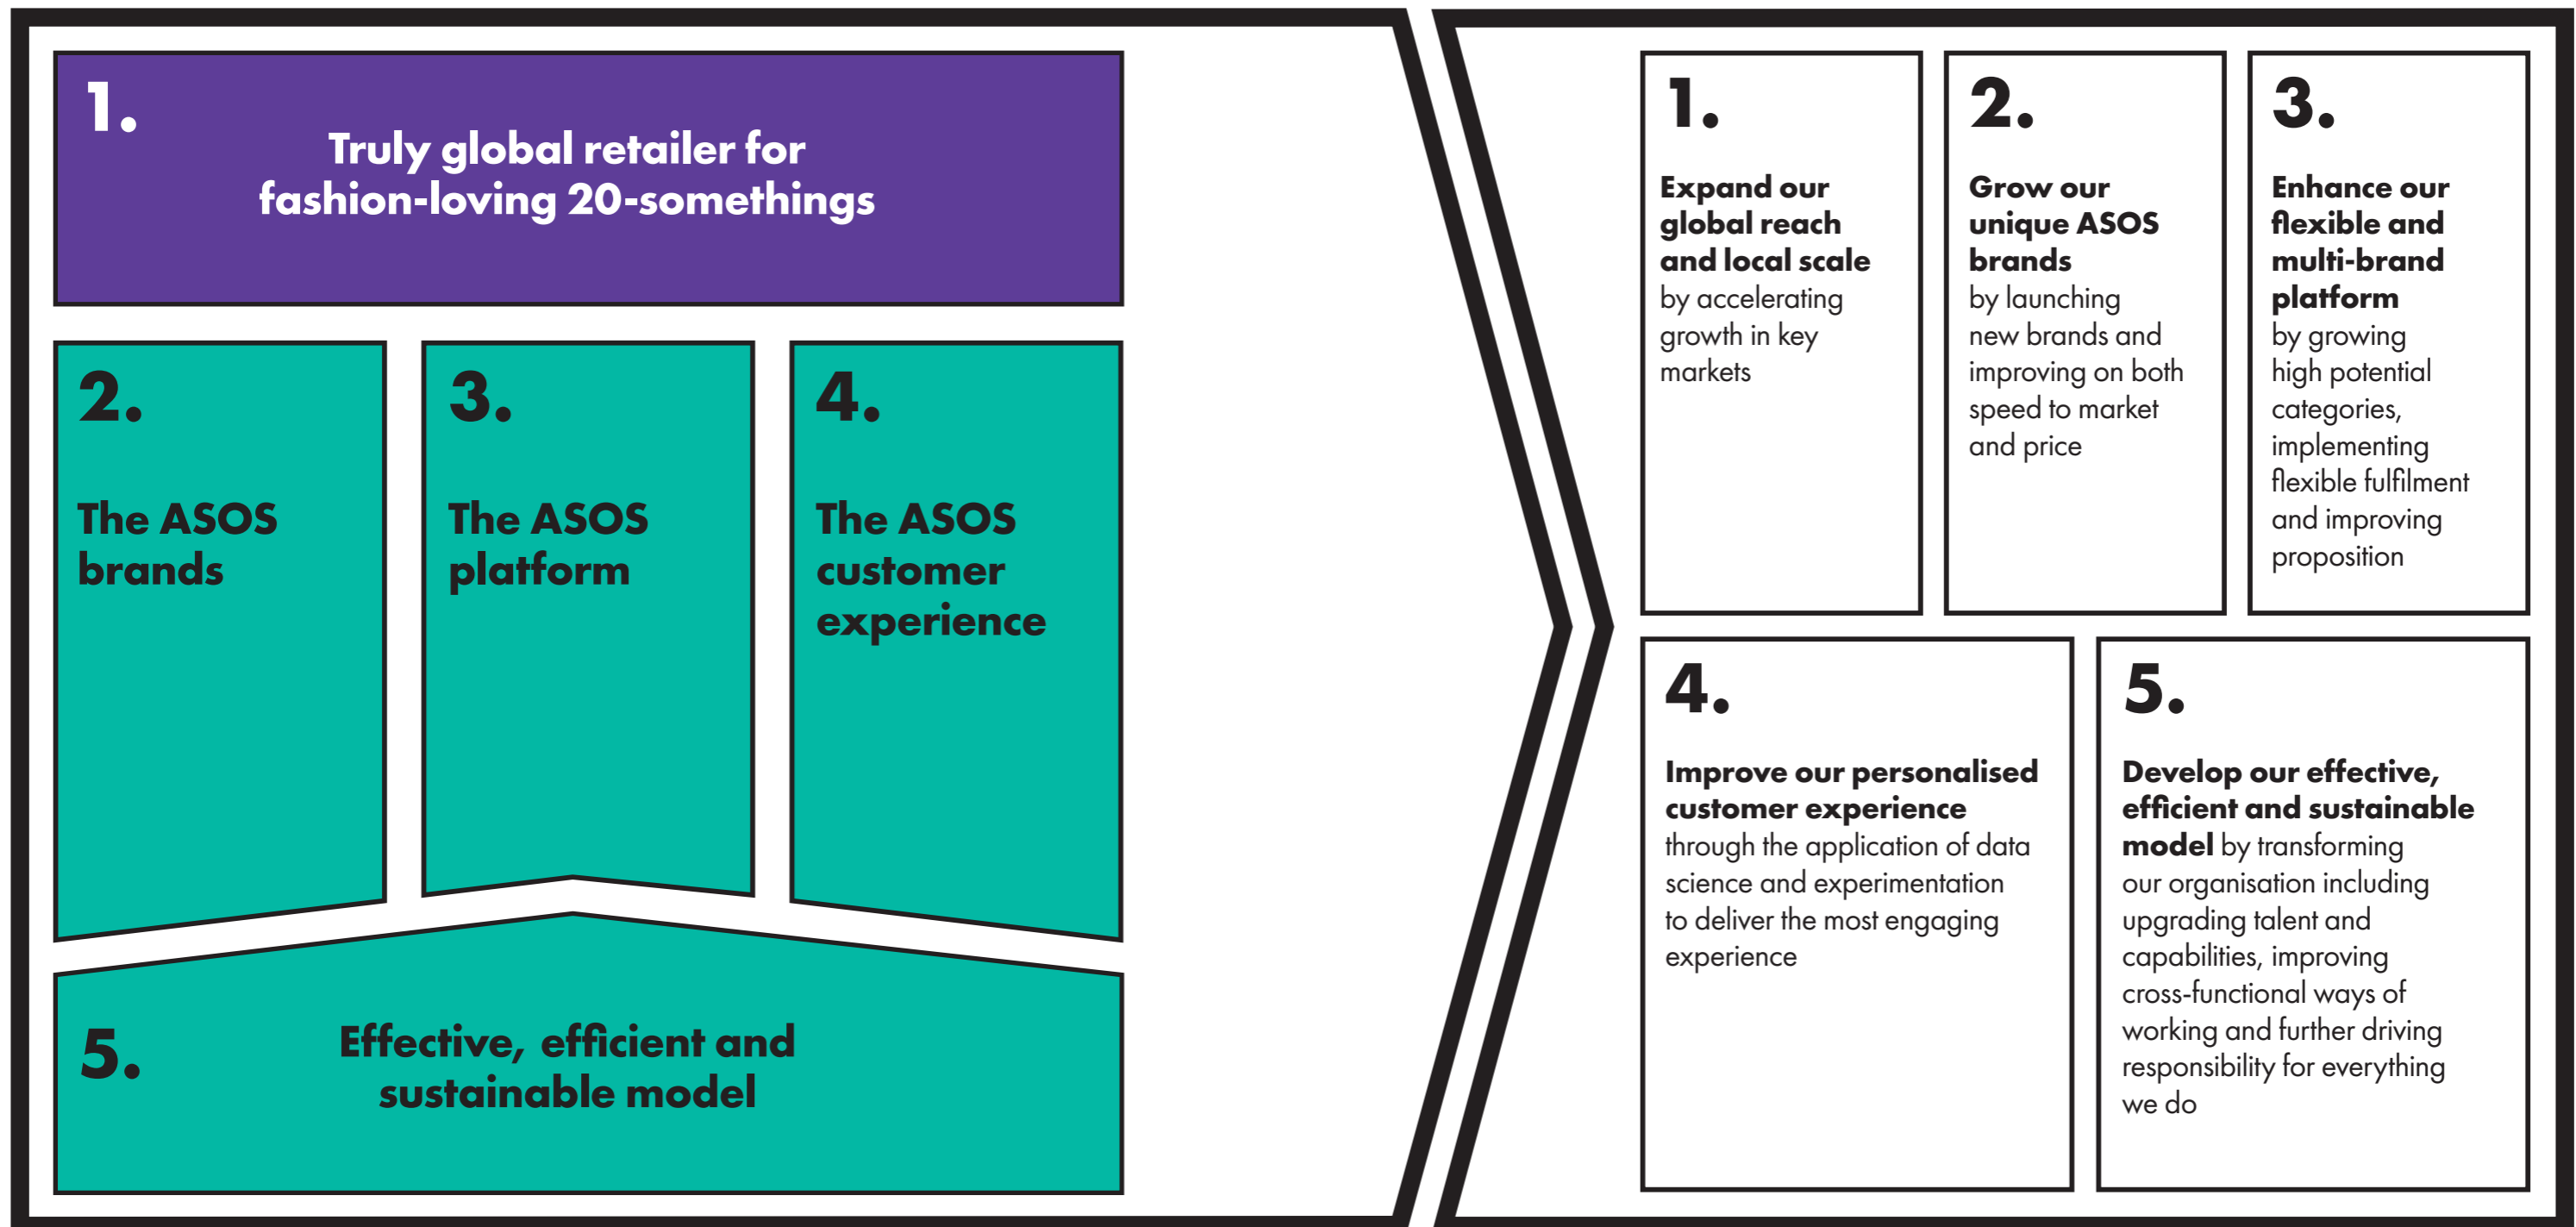 1.
Truly global retailer for
fashion-loving 20-somethings
2.
The ASOS
brands
3.
The ASOS
platform
4.
The ASOS
customer
experience
5.
Effective, efficient and
sustainable model
1.
Expand our
global reach
and local scale
by accelerating
growth in key
markets
2.
Grow our
unique ASOS
brands
by launching
new brands and
improving on both
speed to market
and price
3.
Enhance our
flexible and
multi-brand
platform
by growing
high potential
categories,
implementing
flexible fulfilment
and improving
proposition
4.
Improve our personalised
customer experience
through the application of data
science and experimentation
to deliver the most engaging
experience
5.
Develop our effective,
efficient and sustainable
model by transforming
our organisation including
upgrading talent and
capabilities, improving
cross-functional ways of
working and further driving
responsibility for everything
we do